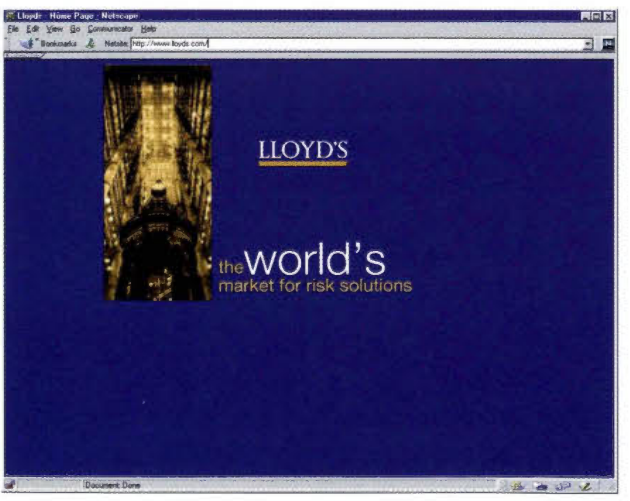 Lloyds - Home Page - Netscape
File Edit View Go Communicator Help
Bookmarks Netsite: http://www.lloyds.com/
LLOYD'S
the world's
market for risk solutions
Document: Done